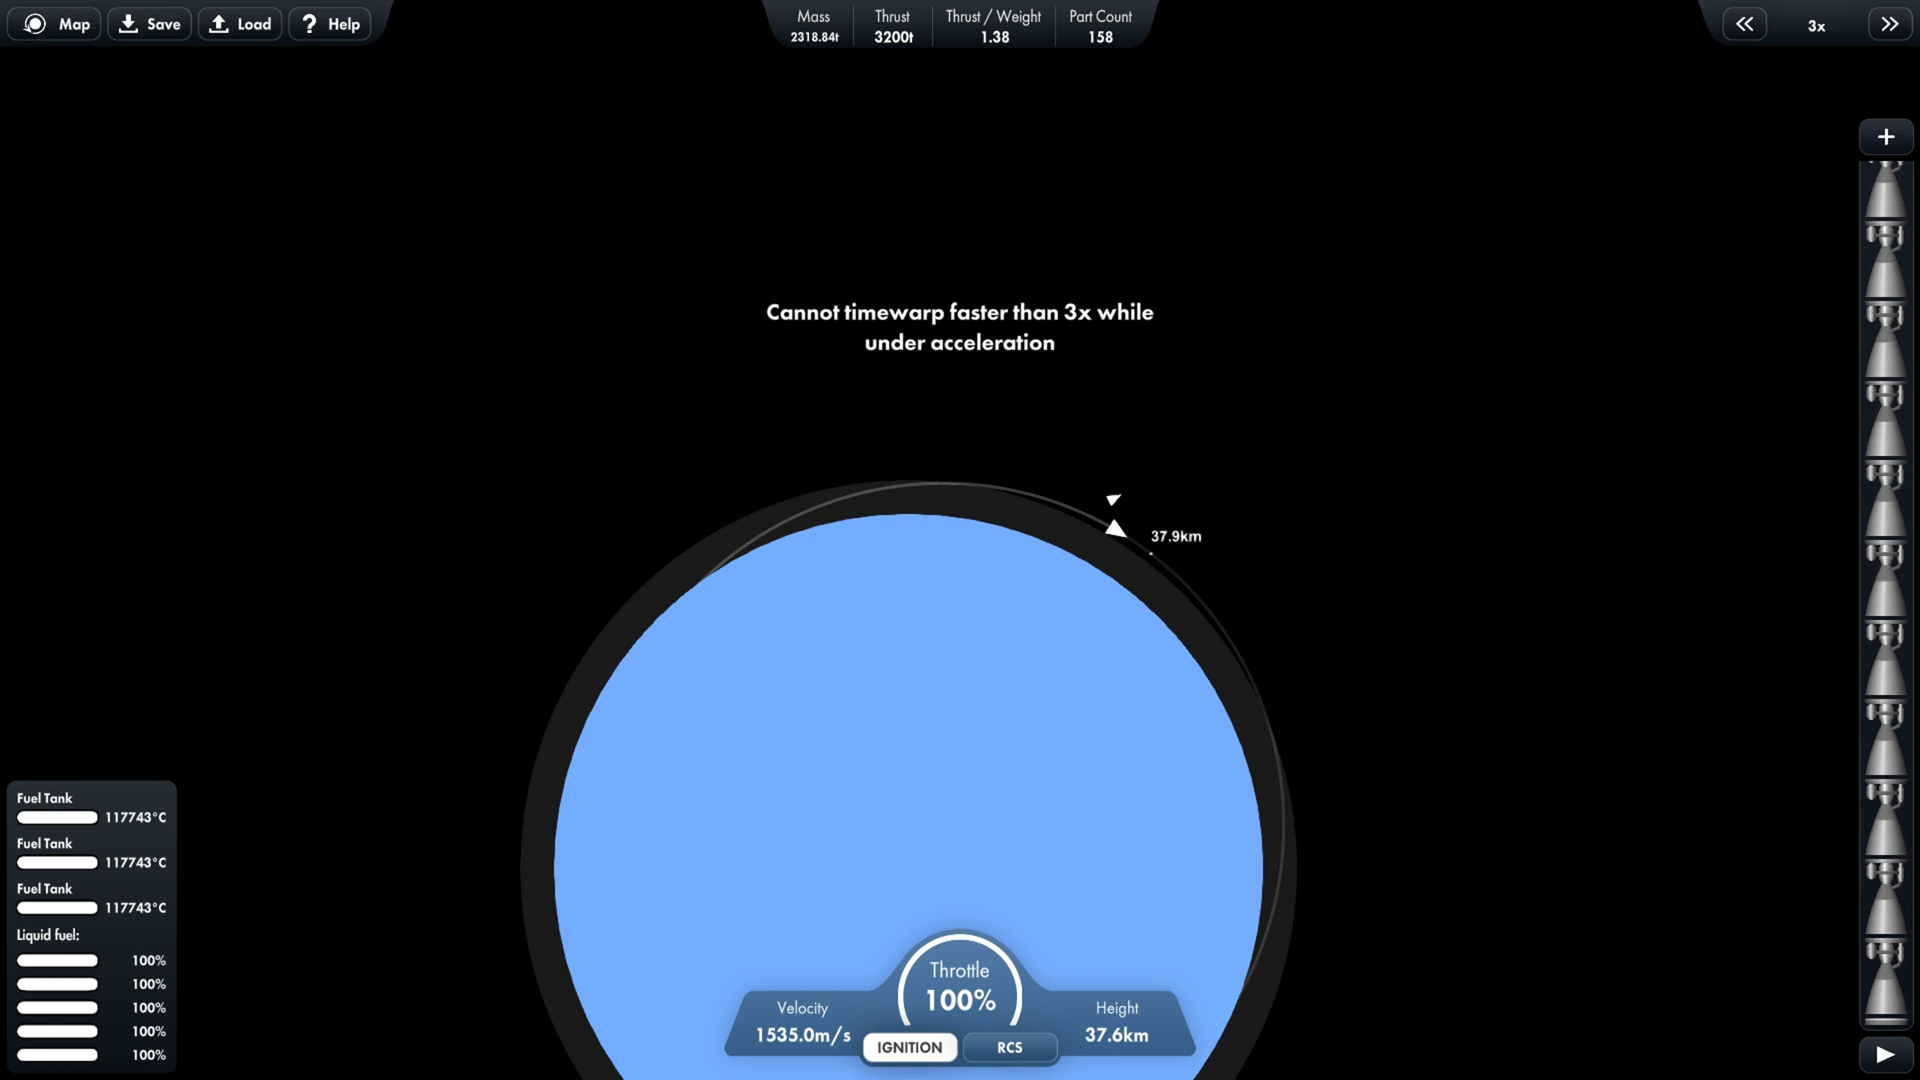 Map
Save
Load
Help
Mass
2318.84t
Thrust
3200t
Thrust / Weight
1.38
Part Count
158
3x
Cannot timewarp faster than 3x while
under acceleration
37.9km
Fuel Tank
117743°C
Fuel Tank
117743°C
Fuel Tank
117743°C
Liquid fuel:
100%
100%
100%
100%
100%
Throttle
100%
Velocity
1535.0m/s
Height
37.6km
IGNITION
RCS